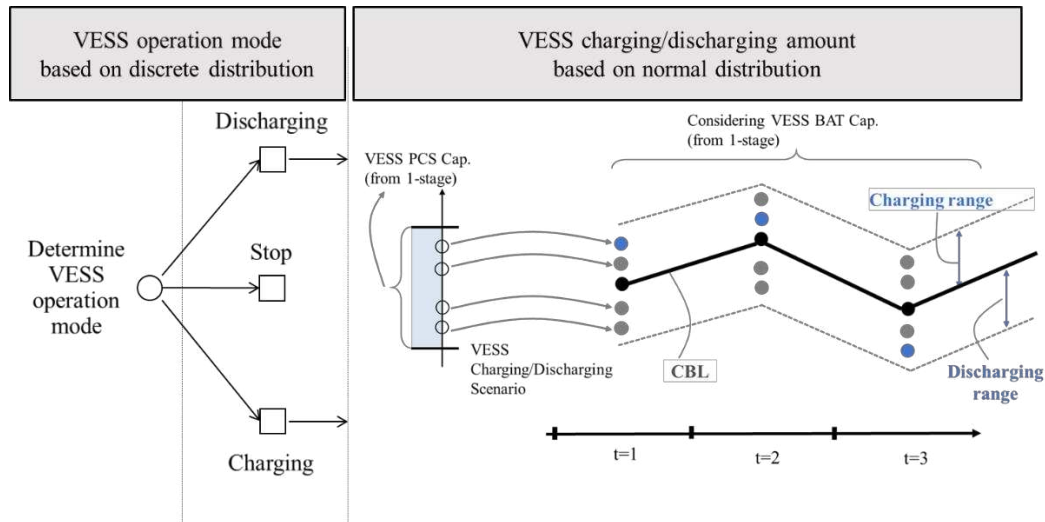 VESS operation mode
based on discrete distribution
VESS charging/discharging amount
based on normal distribution
Discharging
Determine
VESS
operation
mode
Stop
Charging
VESS PCS Cap.
(from 1-stage)
Considering VESS BAT Cap.
(from 1-stage)
Charging range
VESS
Charging/Discharging
Scenario
CBL
Discharging
range
t=1
t=2
t=3